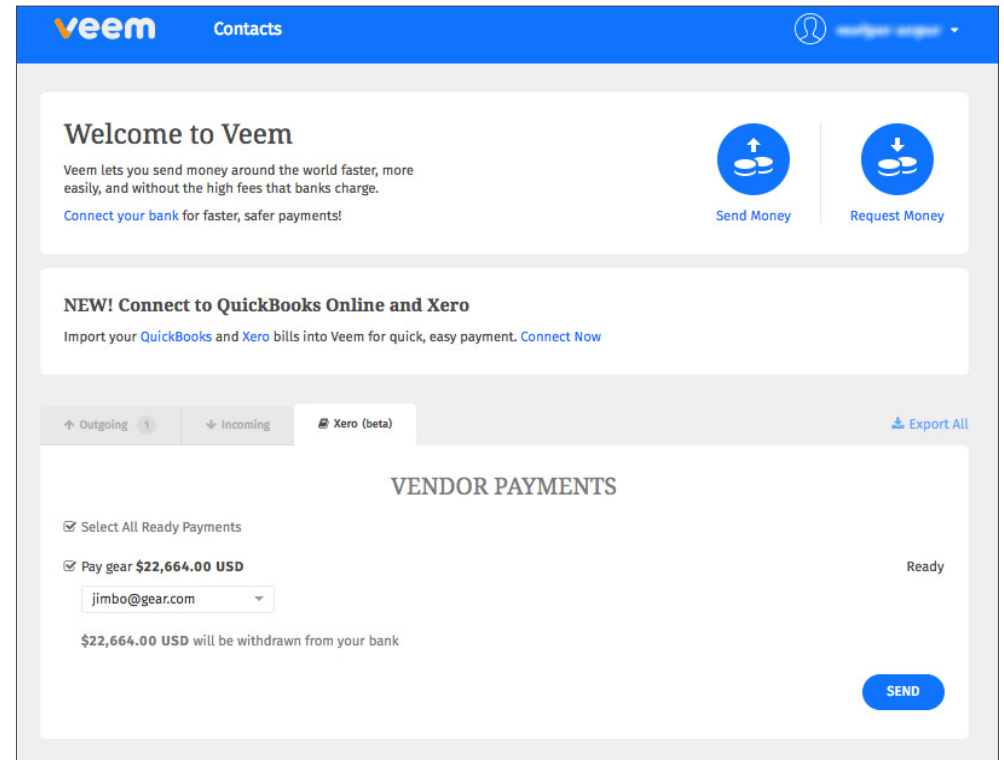 veem
Contacts
Welcome to Veem
Veem lets you send money around the world faster, more
easily, and without the high fees that banks charge.
Connect your bank for faster, safer payments!
Send Money
Request Money
NEW! Connect to QuickBooks Online and Xero
Import your QuickBooks and Xero bills into Veem for quick, easy payment. Connect Now
Outgoing 1
Incoming
Xero (beta)
Export All
VENDOR PAYMENTS
Select All Ready Payments
Pay gear $22,664.00 USD
Ready
jimbo@gear.com
$22,664.00 USD will be withdrawn from your bank
SEND